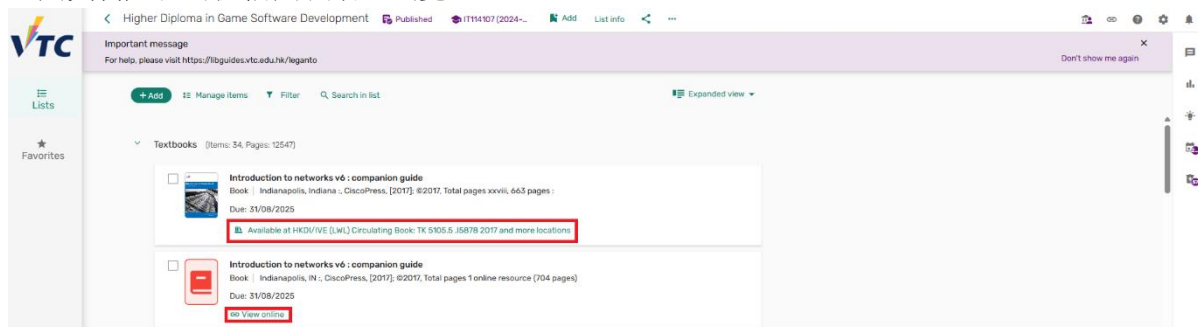 VTC
Higher Diploma in Game Software Development Published IT114107 (2024-... Add List info
Important message
For help, please visit https://libguides.vtc.edu.hk/leganto
Don't show me again
Lists
+ Add Manage items Filter Search in list Expanded view
Favorites
Textbooks (Items: 34, Pages: 12547)
Introduction to networks v6 : companion guide
Book | Indianapolis, Indiana :, CiscoPress, [2017]; ©2017, Total pages xxviii, 663 pages :
Due: 31/08/2025
Available at HKDI/IVE (LWL) Circulating Book: TK 5105.5 .I5878 2017 and more locations
Introduction to networks v6 : companion guide
Book | Indianapolis, IN :, CiscoPress, [2017]; ©2017, Total pages 1 online resource (704 pages)
Due: 31/08/2025
View online